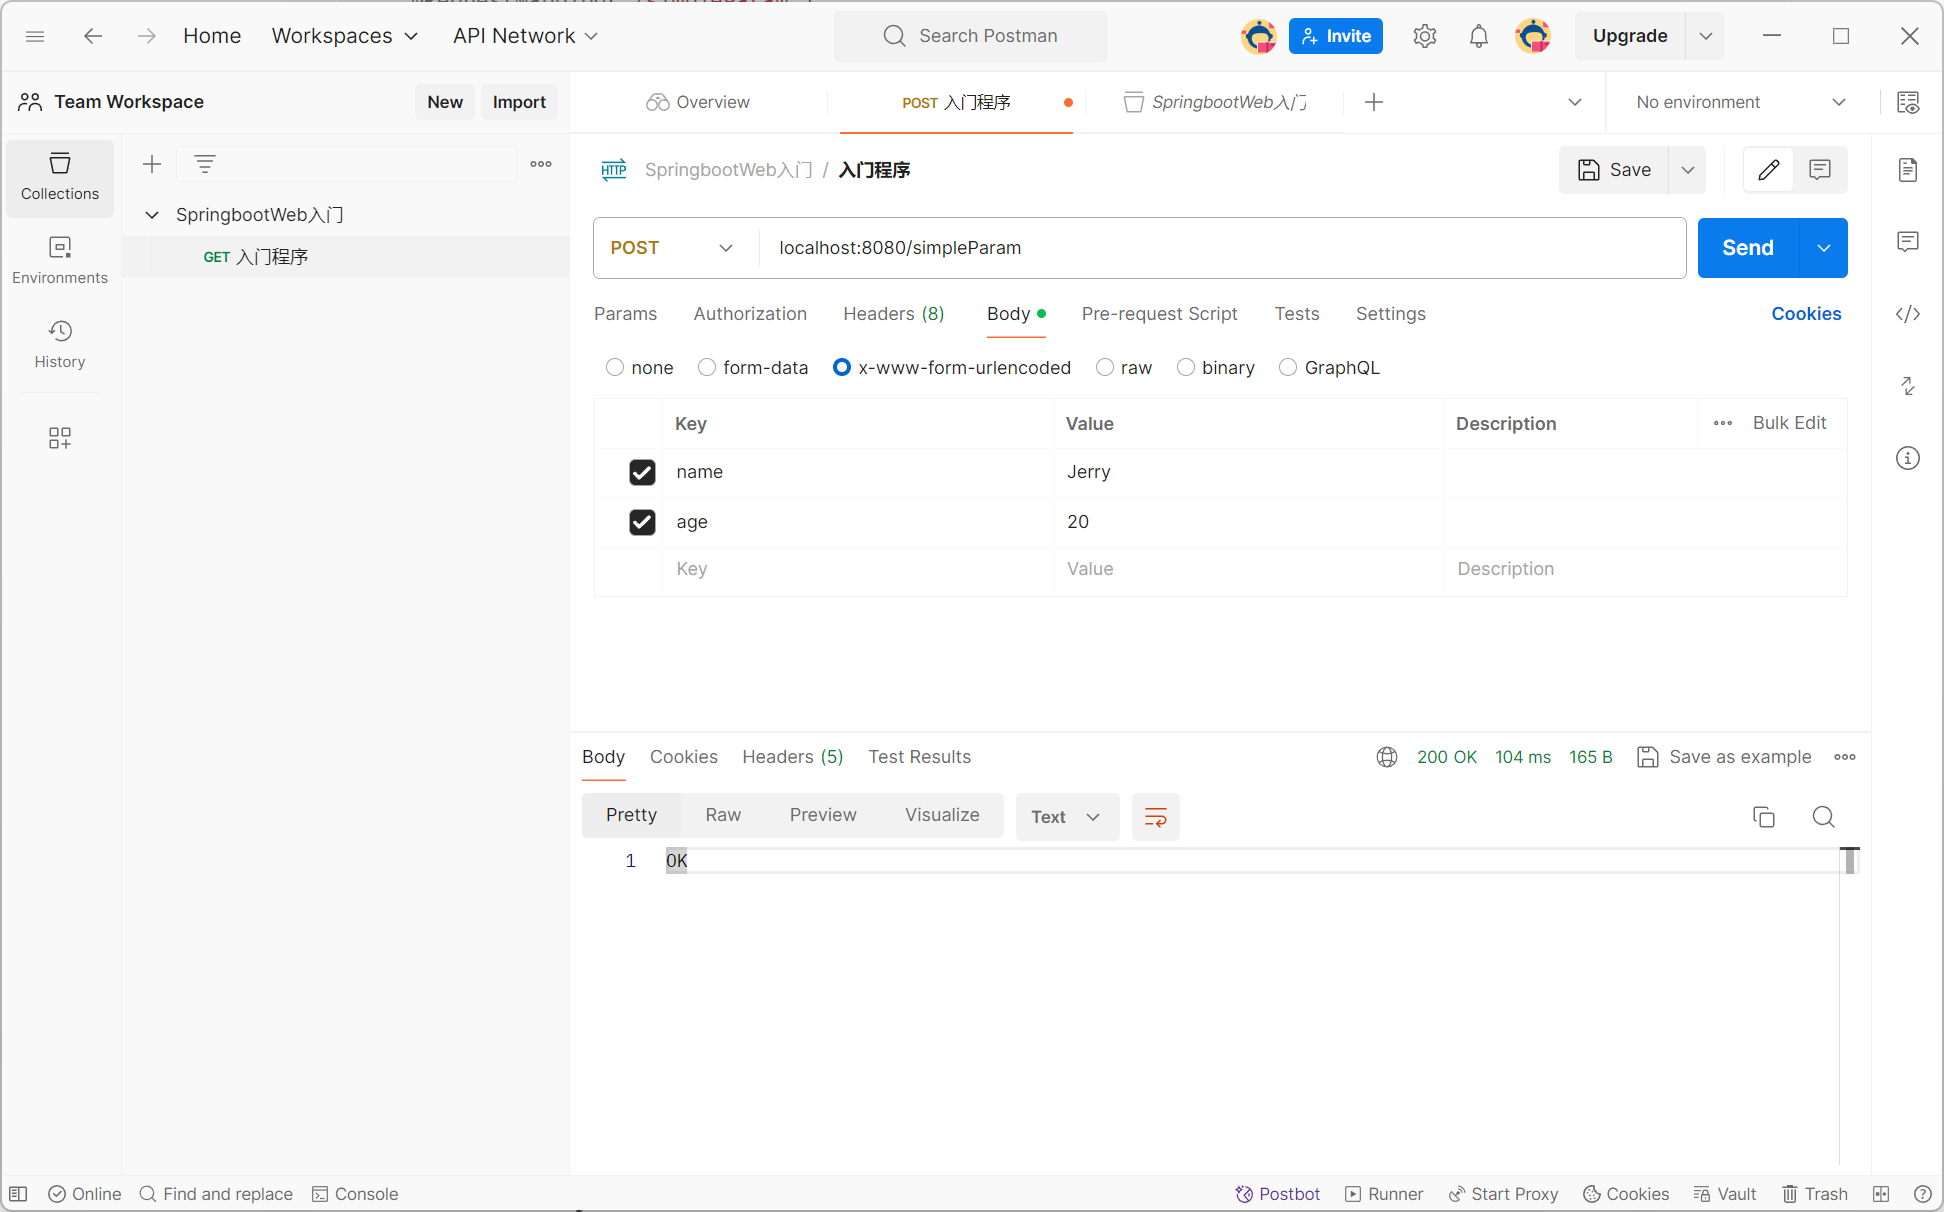 Home Workspaces API Network Search Postman Invite Upgrade
Team Workspace New Import Overview POST 入门程序 SpringbootWeb入门 No environment
Collections
Environments
History
SpringbootWeb入门
GET 入门程序
HTTP SpringbootWeb入门 / 入门程序 Save
POST localhost:8080/simpleParam Send
Params Authorization Headers (8) Body Pre-request Script Tests Settings Cookies
none form-data x-www-form-urlencoded raw binary GraphQL
Key Value Description Bulk Edit
name Jerry
age 20
Key Value Description
Body Cookies Headers (5) Test Results 200 OK 104 ms 165 B Save as example
Pretty Raw Preview Visualize Text
1 OK
Online Find and replace Console Postbot Runner Start Proxy Cookies Vault Trash